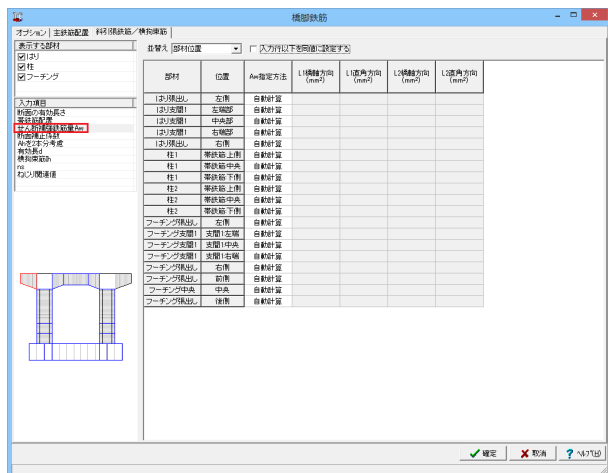 橋脚鉄筋
オプション 主鉄筋配置 斜引張鉄筋／横拘束筋
表示する部材
はり
柱
フーチング
並替え 部材位置 入力行以下を同値に設定する
入力項目
断面の有効長さ
帯鉄筋配置
せん断補強鉄筋量Aw
断面補正係数
Ahを2本分考慮
有効長d
横拘束筋h
ns
ねじり関連値
部材 位置 Aw指定方法 L1橋軸方向(mm²) L1直角方向(mm²) L2橋軸方向(mm²) L2直角方向(mm²)
はり張出し 左側 自動計算
はり支間1 左端部 自動計算
はり支間1 中央部 自動計算
はり支間1 右端部 自動計算
はり張出し 右側 自動計算
柱1 帯鉄筋上側 自動計算
柱1 帯鉄筋中央 自動計算
柱1 帯鉄筋下側 自動計算
柱2 帯鉄筋上側 自動計算
柱2 帯鉄筋中央 自動計算
柱2 帯鉄筋下側 自動計算
フーチング張出し 左側 自動計算
フーチング支間1 支間1左端 自動計算
フーチング支間1 支間1中央 自動計算
フーチング支間1 支間1右端 自動計算
フーチング張出し 右側 自動計算
フーチング張出し 前側 自動計算
フーチング中央 中央 自動計算
フーチング張出し 後側 自動計算
確定 取消 ? ヘルプ(H)